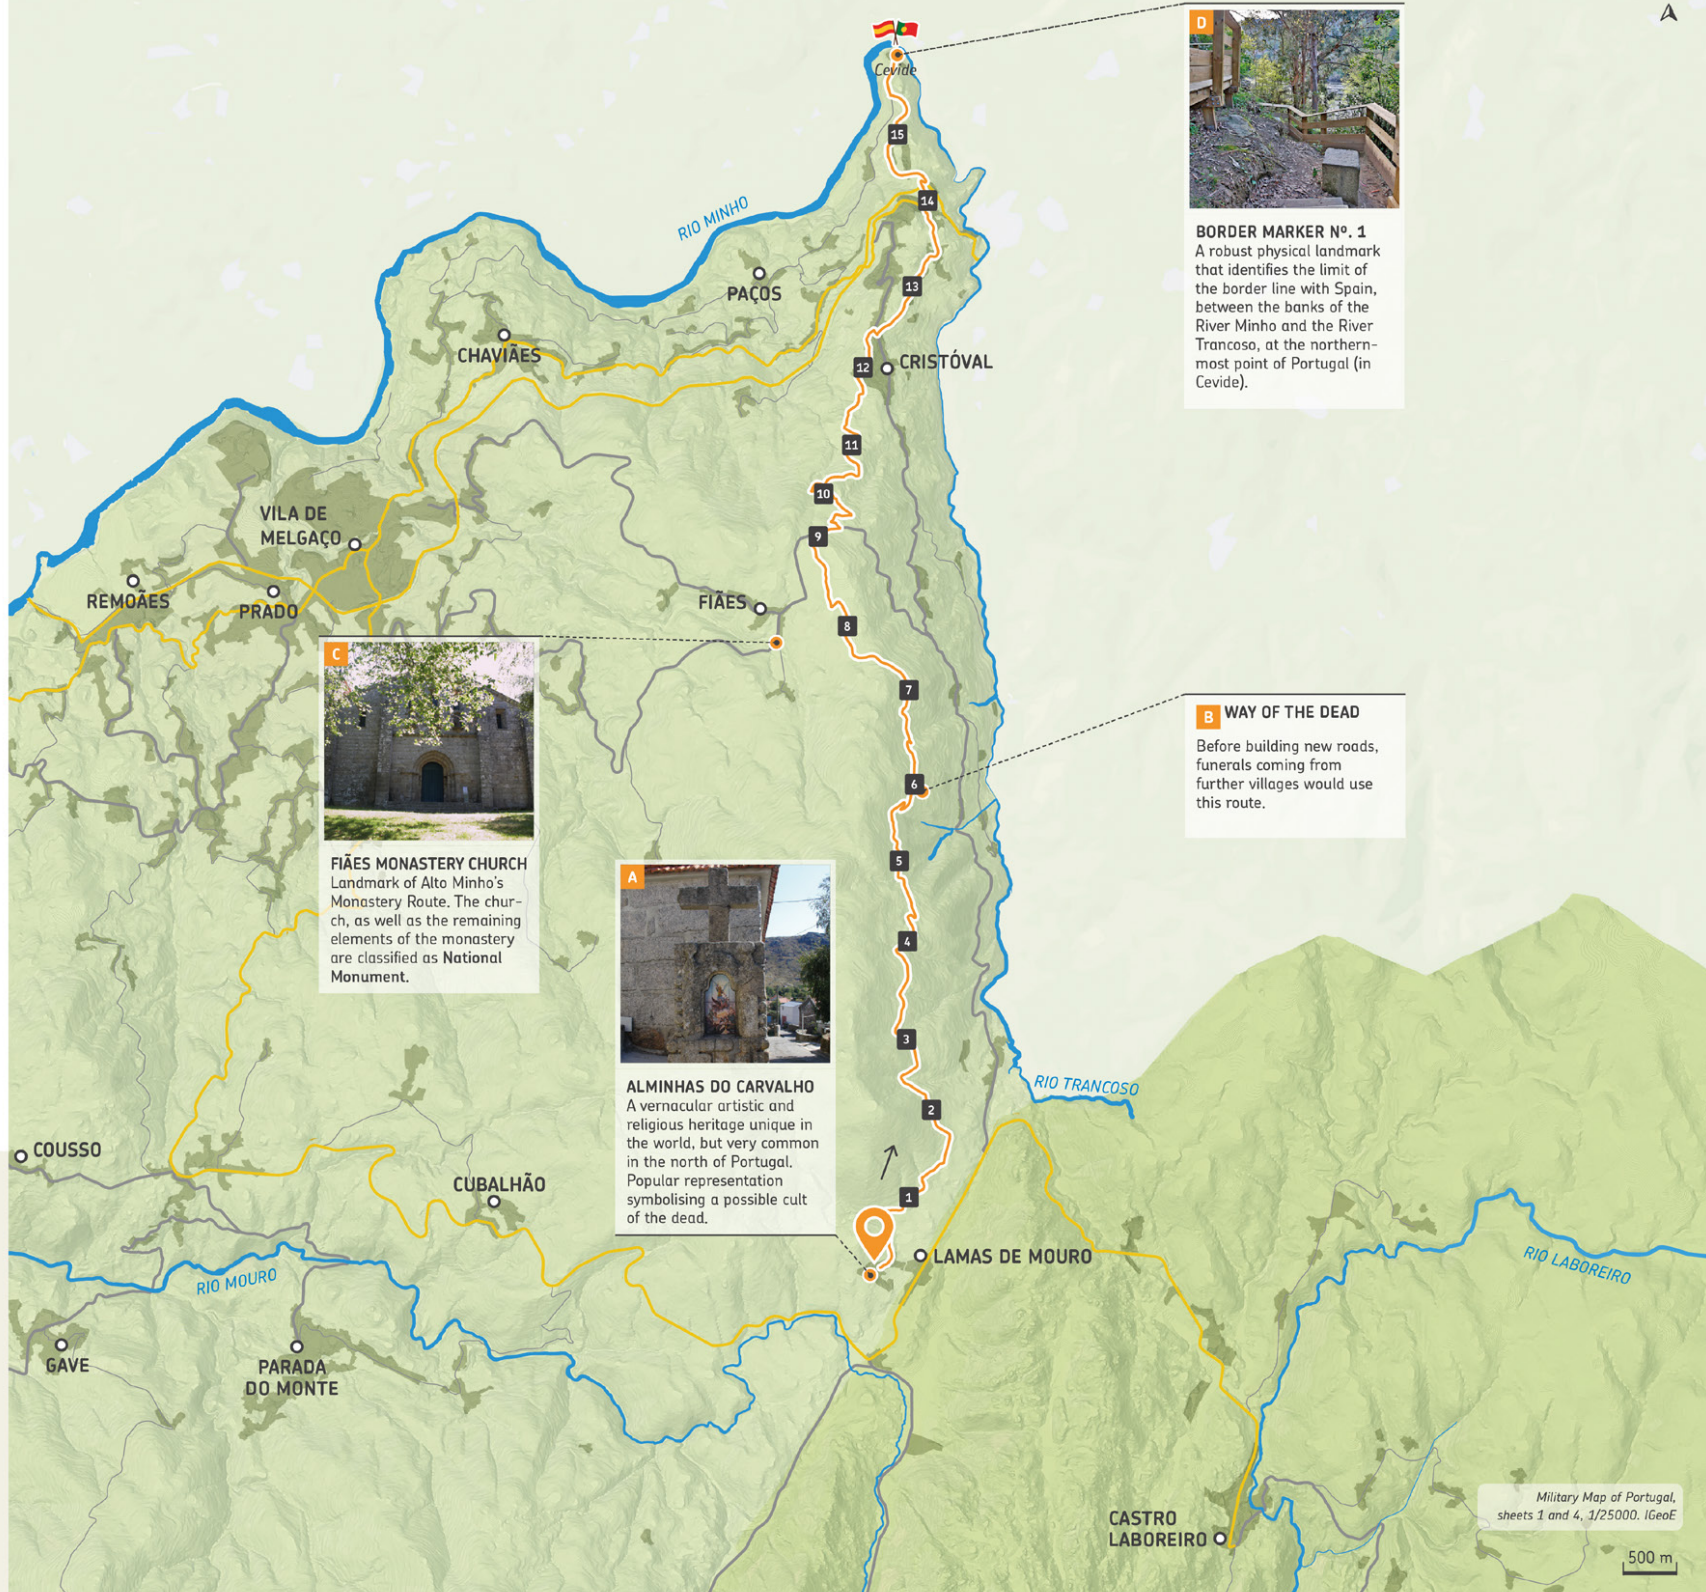 Cevide
15
14
13
12
11
10
9
8
7
6
5
4
3
2
1
RIO MINHO
PAÇOS
CHAVIÃES
CRISTÓVAL
VILA DE
MELGAÇO
REMOÃES
PRADO
FIÃES
D
BORDER MARKER Nº. 1
A robust physical landmark
that identifies the limit of
the border line with Spain,
between the banks of the
River Minho and the River
Trancoso, at the northern-
most point of Portugal (in
Cevide).
C
FIÃES MONASTERY CHURCH
Landmark of Alto Minho's
Monastery Route. The chur-
ch, as well as the remaining
elements of the monastery
are classified as National
Monument.
B WAY OF THE DEAD
Before building new roads,
funerals coming from
further villages would use
this route.
A
ALMINHAS DO CARVALHO
A vernacular artistic and
religious heritage unique in
the world, but very common
in the north of Portugal.
Popular representation
symbolising a possible cult
of the dead.
RIO TRANCOSO
COUSSO
CUBALHÃO
LAMAS DE MOURO
RIO LABOREIRO
RIO MOURO
GAVE
PARADA
DO MONTE
CASTRO
LABOREIRO
Military Map of Portugal,
sheets 1 and 4, 1/25000. IGeoE
500 m